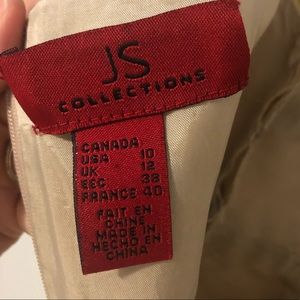 JS
COLLECTIONS
CANADA
USA 10
UK 12
EEC 38
FRANCE 40
FAIT EN
CHINE
MADE IN
HECHO EN
CHINA